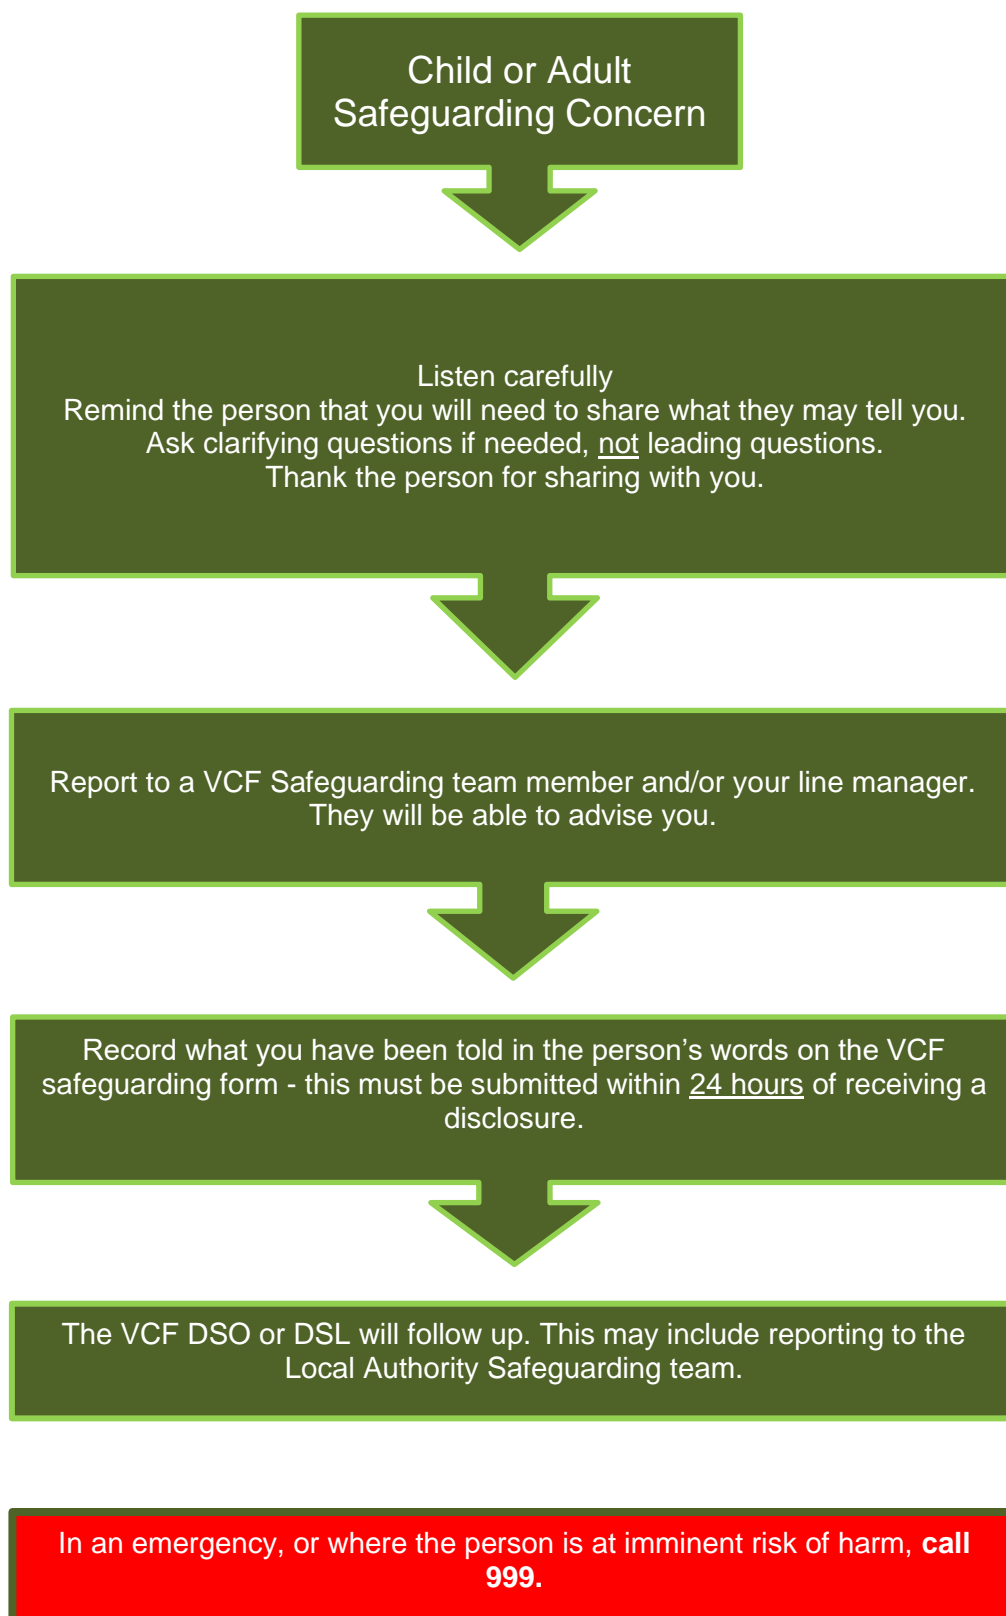 Child or Adult
Safeguarding Concern
Listen carefully
Remind the person that you will need to share what they may tell you.
Ask clarifying questions if needed, not leading questions.
Thank the person for sharing with you.
Report to a VCF Safeguarding team member and/or your line manager.
They will be able to advise you.
Record what you have been told in the person’s words on the VCF
safeguarding form - this must be submitted within 24 hours of receiving a
disclosure.
The VCF DSO or DSL will follow up. This may include reporting to the
Local Authority Safeguarding team.
In an emergency, or where the person is at imminent risk of harm, call
999.